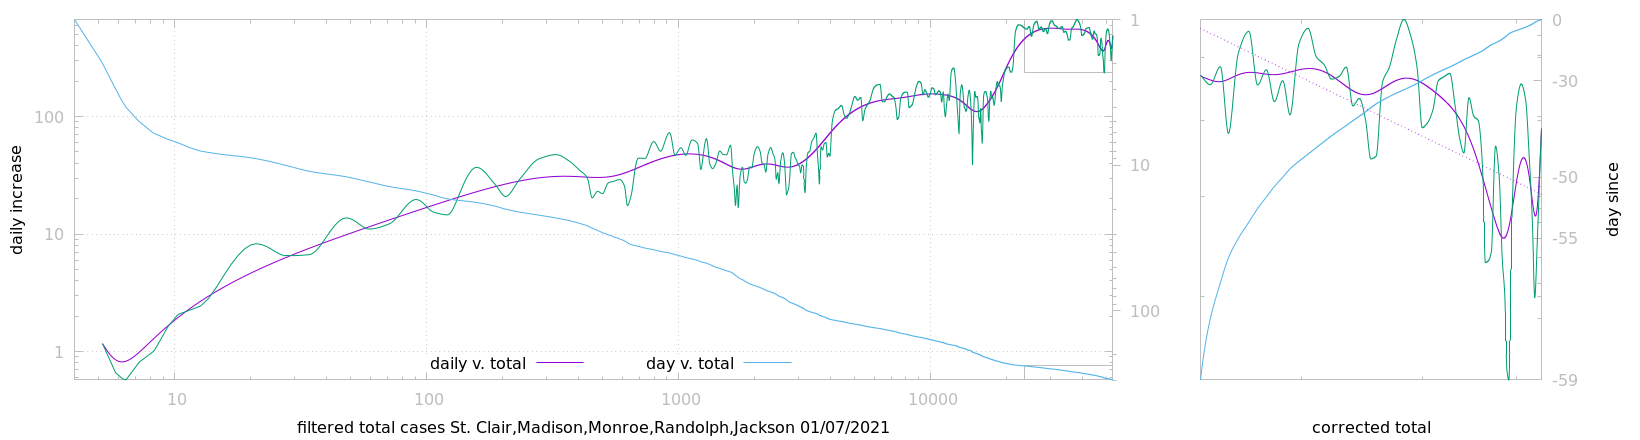 1
0
-30
100
10
daily increase
-50
day since
10
-55
100
1
daily v. total
day v. total
-59
10
100
1000
10000
filtered total cases St. Clair,Madison,Monroe,Randolph,Jackson 01/07/2021
corrected total